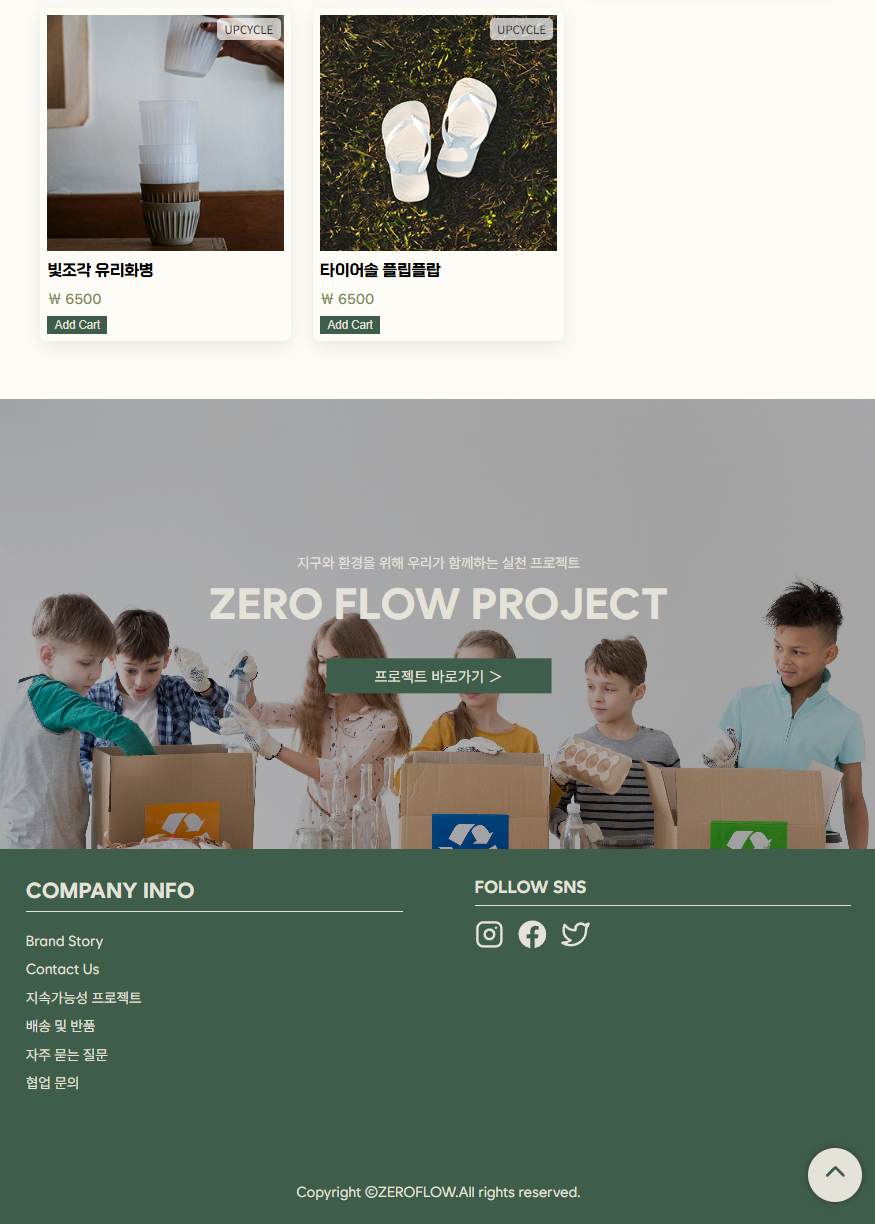 UPCYCLE
빛조각 유리화병
₩ 6500
Add Cart
UPCYCLE
타이어솔 플립플랍
₩ 6500
Add Cart
지구와 환경을 위해 우리가 함께하는 실천 프로젝트
ZERO FLOW PROJECT
프로젝트 바로가기 >
COMPANY INFO
Brand Story
Contact Us
지속가능성 프로젝트
배송 및 반품
자주 묻는 질문
협업 문의
FOLLOW SNS
Copyright ©ZEROFLOW.All rights reserved.